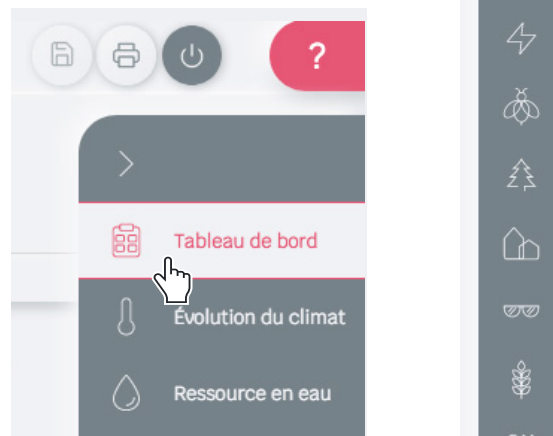 ?
Tableau de bord
Évolution du climat
Ressource en eau